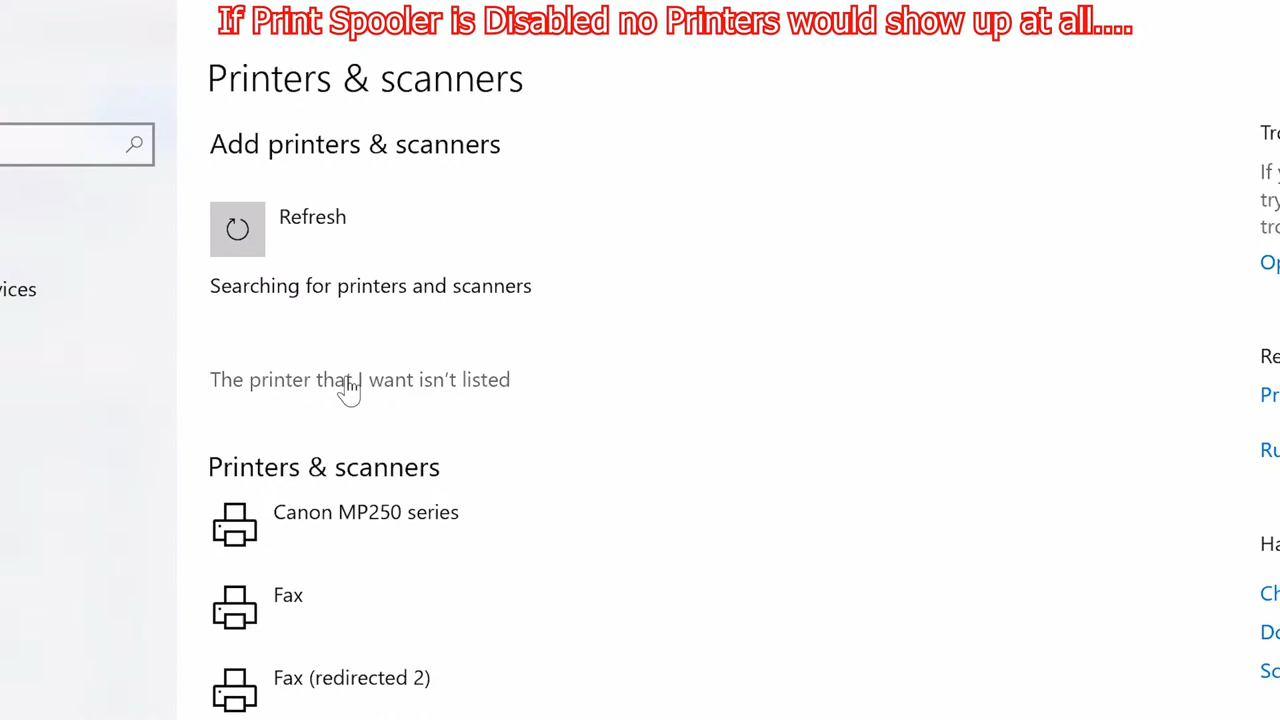 If Print Spooler is Disabled no Printers would show up at all....
Printers & scanners
Add printers & scanners
Refresh
Searching for printers and scanners
The printer that I want isn't listed
Printers & scanners
Canon MP250 series
Fax
Fax (redirected 2)